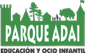 PARQUE ADAI
EDUCACIÓN Y OCIO INFANTIL